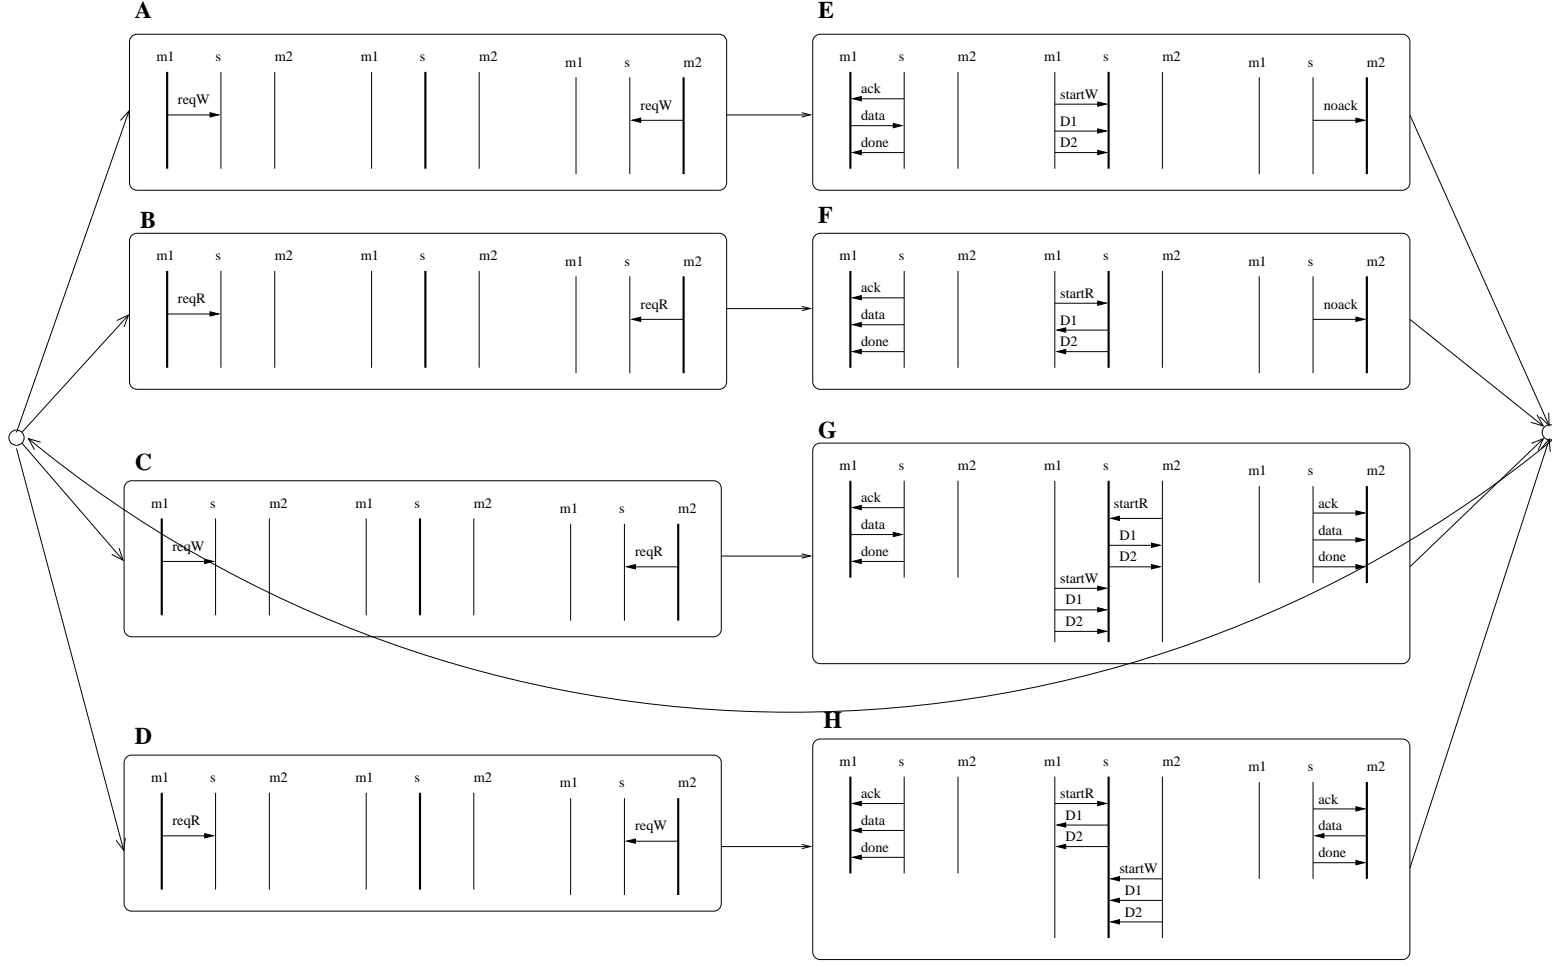 A
m1 s m2 m1 s m2 m1 s m2
reqW reqW
E
m1 s m2 m1 s m2 m1 s m2
ack startW noack
data D1
done D2
B
m1 s m2 m1 s m2 m1 s m2
reqR reqR
F
m1 s m2 m1 s m2 m1 s m2
ack startR noack
data D1
done D2
C
m1 s m2 m1 s m2 m1 s m2
reqW reqR
G
m1 s m2 m1 s m2 m1 s m2
ack startR ack
data D1 data
done D2 done
startW
D1
D2
D
m1 s m2 m1 s m2 m1 s m2
reqR reqW
H
m1 s m2 m1 s m2 m1 s m2
ack startR ack
data D1 data
done D2 done
startW
D1
D2